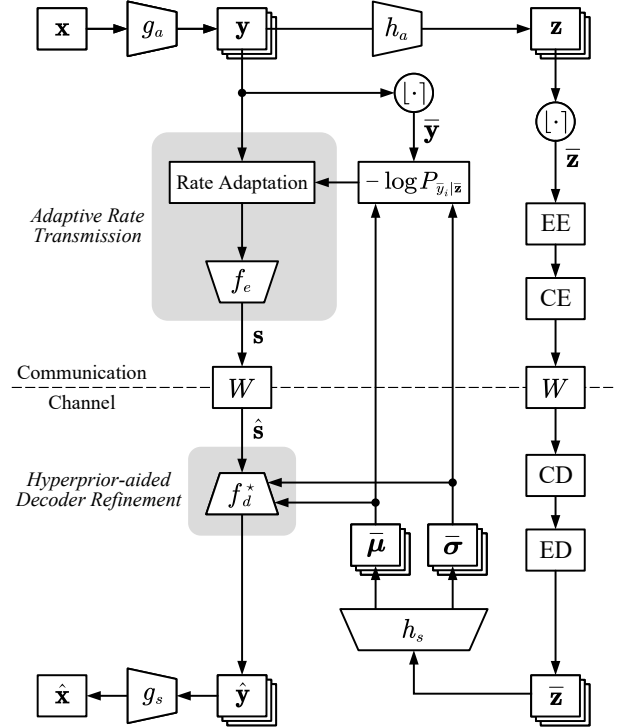 x
g_a
y
h_a
z
⌊·⌉
ȳ
⌊·⌉
z̄
Rate Adaptation
− log P_{ȳ_i|z̄}
Adaptive Rate
Transmission
EE
f_e
CE
s
Communication
W
W
Channel
ŝ
Hyperprior-aided
Decoder Refinement
f_d^⋆
CD
μ̄
σ̄
ED
h_s
x̂
g_s
ŷ
z̄